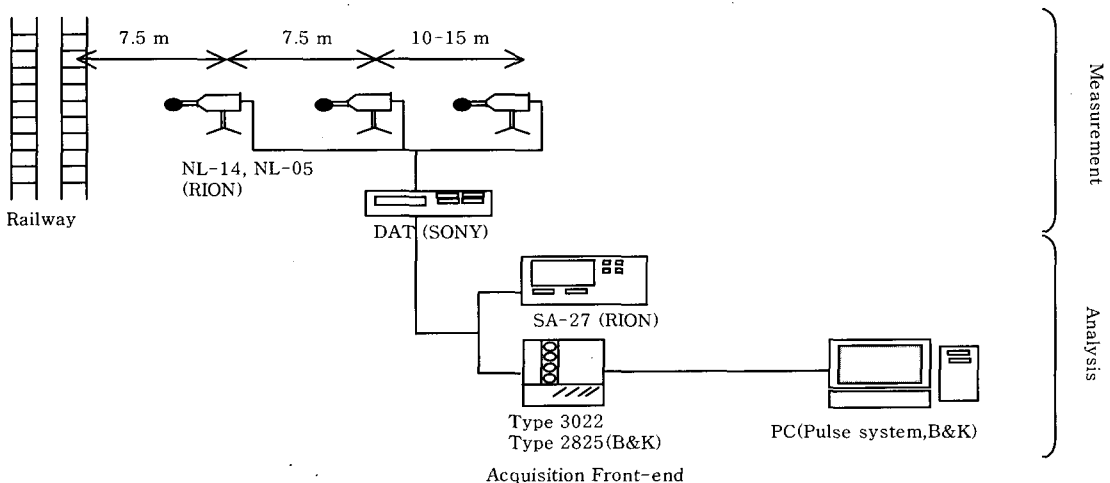 7.5 m
7.5 m
10-15 m
NL-14, NL-05
(RION)
Railway
DAT (SONY)
Measurement
SA-27 (RION)
Type 3022
Type 2825(B&K)
PC(Pulse system,B&K)
Acquisition Front-end
Analysis